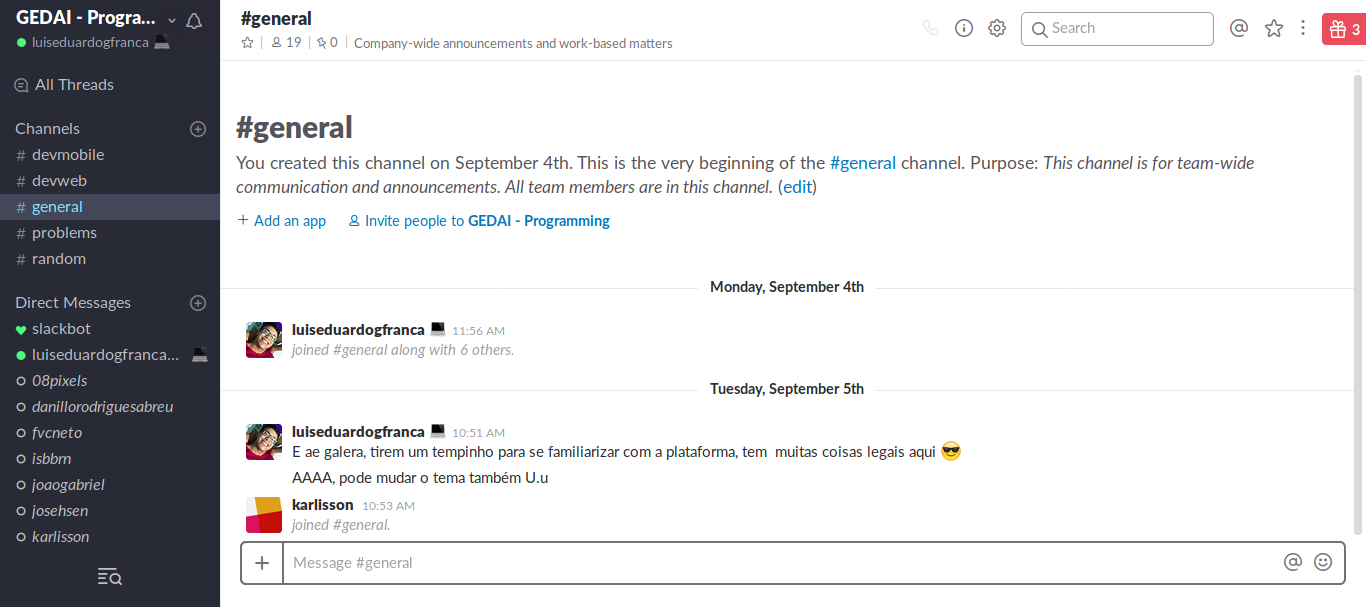 GEDAI - Progra...
luiseduardogfranca
All Threads
Channels
# devmobile
# devweb
# general
# problems
# random
Direct Messages
slackbot
luiseduardogfranca...
08pixels
danillorodriguesabreu
fvcneto
isbbrn
joaogabriel
josehsen
karlisson
#general
19
0
Company-wide announcements and work-based matters
Search
3
#general
You created this channel on September 4th. This is the very beginning of the #general channel. Purpose: This channel is for team-wide
communication and announcements. All team members are in this channel. (edit)
+ Add an app
Invite people to GEDAI - Programming
Monday, September 4th
luiseduardogfranca 11:56 AM
joined #general along with 6 others.
Tuesday, September 5th
luiseduardogfranca 10:51 AM
E ae galera, tirem um tempinho para se familiarizar com a plataforma, tem muitas coisas legais aqui 😎
AAAA, pode mudar o tema também U.u
karlisson 10:53 AM
joined #general.
+ Message #general